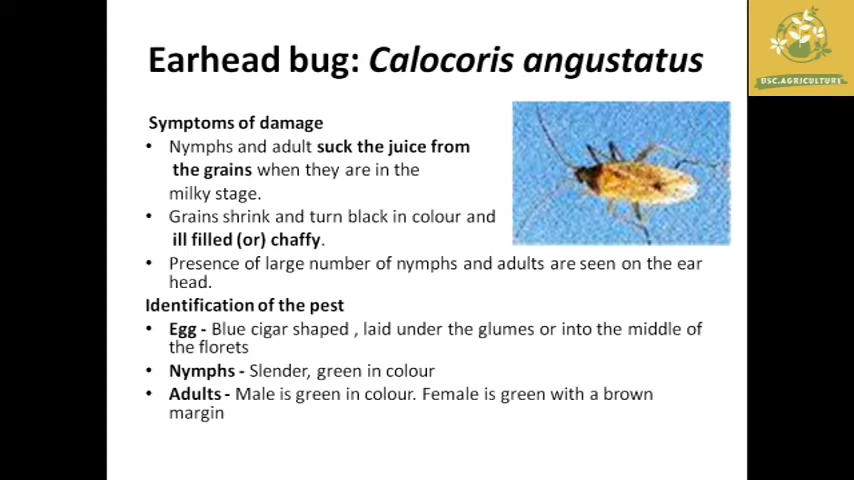 Earhead bug: Calocoris angustatus
BSC.AGRICULTURE
Symptoms of damage
• Nymphs and adult suck the juice from
the grains when they are in the
milky stage.
• Grains shrink and turn black in colour and
ill filled (or) chaffy.
• Presence of large number of nymphs and adults are seen on the ear
head.
Identification of the pest
• Egg - Blue cigar shaped , laid under the glumes or into the middle of
the florets
• Nymphs - Slender, green in colour
• Adults - Male is green in colour. Female is green with a brown
margin